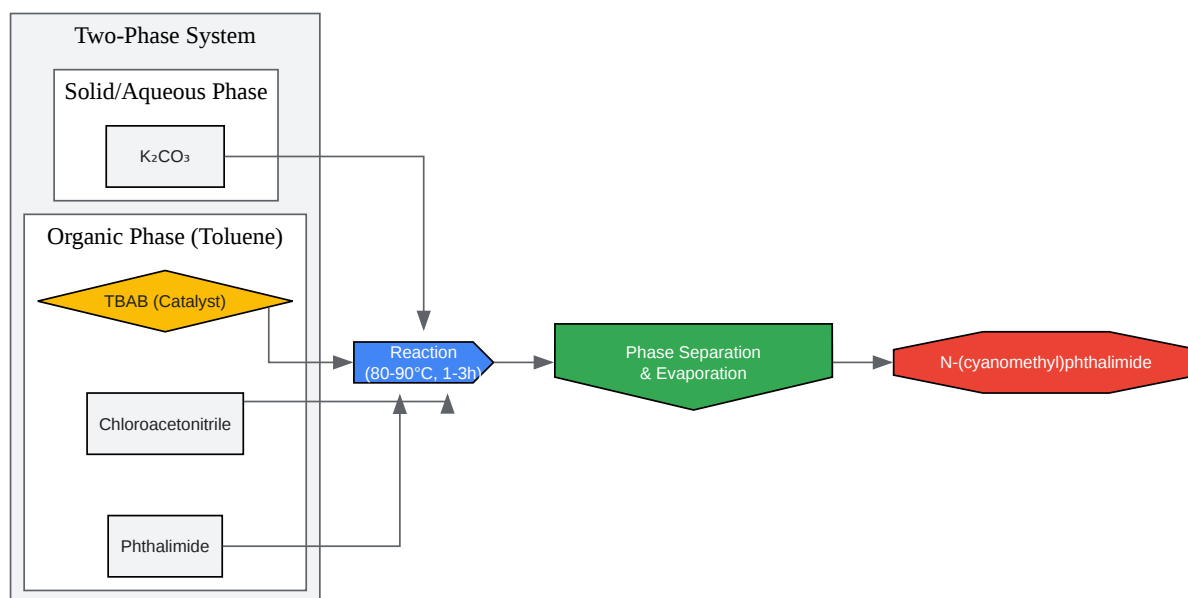 Two-Phase System
Solid/Aqueous Phase
K₂CO₃
Organic Phase (Toluene)
TBAB (Catalyst)
Chloroacetonitrile
Phthalimide
Reaction
(80-90°C, 1-3h)
Phase Separation
& Evaporation
N-(cyanomethyl)phthalimide